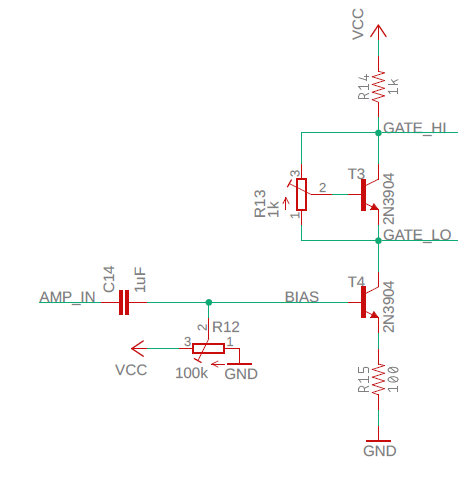 VCC
R14
1k
GATE_HI
3
T3
2
R13
1k
1
2N3904
GATE_LO
C14
1uF
T4
AMP_IN
BIAS
2N3904
2
R12
3
1
VCC
100k
GND
R15
100
GND